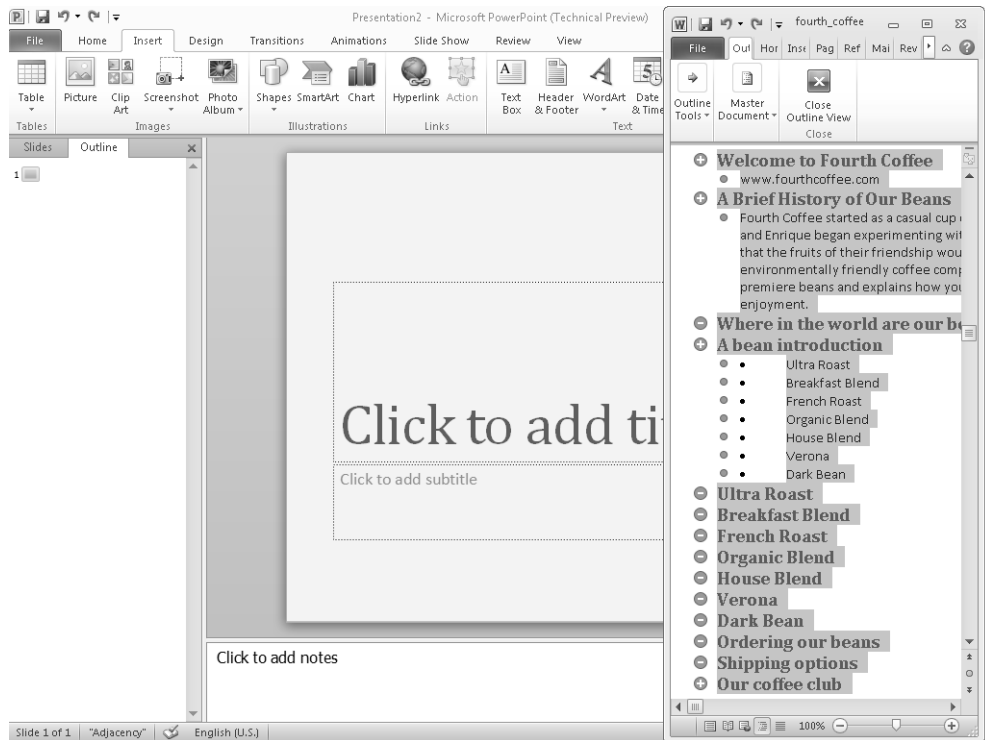 Presentation2 - Microsoft PowerPoint (Technical Preview)
File Home Insert Design Transitions Animations Slide Show Review View
Table
Picture
Clip Art
Screenshot
Photo Album
Shapes
SmartArt
Chart
Hyperlink
Action
Text Box
Header & Footer
WordArt
Date & Time
Tables
Images
Illustrations
Links
Text
Slides Outline
1
Click to add
Click to add subtitle
Click to add notes
Slide 1 of 1 "Adjacency" English (U.S.)
fourth_coffee
File Out Hor Pag Ref Mai Rev
Outline Tools
Master Document
Close Outline View
Close
Welcome to Fourth Coffee
www.fourthcoffee.com
A Brief History of Our Beans
Fourth Coffee started as a casual cup
and Enrique began experimenting
that the fruits of their friendship
environmentally friendly coffee
premiere beans and explains how
enjoyment.
Where in the world are our
A bean introduction
• Ultra Roast
• Breakfast Blend
• French Roast
• Organic Blend
• House Blend
• Verona
• Dark Bean
Ultra Roast
Breakfast Blend
French Roast
Organic Blend
House Blend
Verona
Dark Bean
Ordering our beans
Shipping options
Our coffee club
100%